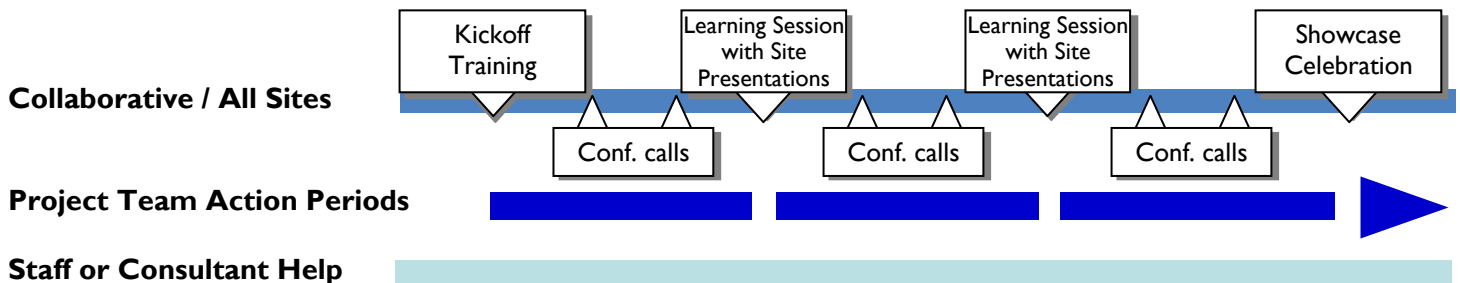 Kickoff
Training
Learning Session
with Site
Presentations
Learning Session
with Site
Presentations
Showcase
Celebration
Collaborative / All Sites
Conf. calls
Conf. calls
Conf. calls
Project Team Action Periods
Staff or Consultant Help